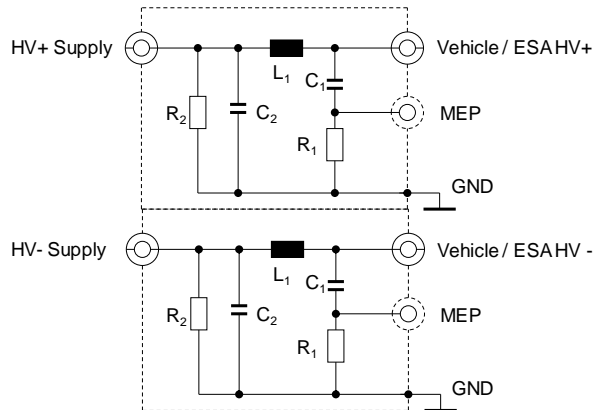 HV+ Supply
Vehicle / ESA HV+
L₁
C₁
MEP
R₂
C₂
R₁
GND
HV- Supply
Vehicle / ESA HV -
L₁
C₁
R₂
C₂
MEP
R₁
GND